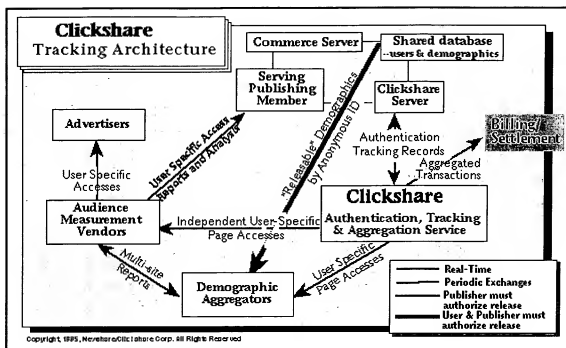 Clickshare
Tracking Architecture
Commerce Server
Shared database
--users & demographics
Serving
Publishing
Member
Clickshare
Server
Advertisers
User Specific Access
Reports and Analysis
"Releasable" Demographics
by Anonymous ID
Authentication
Tracking Records
Billing/
Settlement
Aggregated
Transactions
User Specific
Accesses
Audience
Measurement
Vendors
Independent User-Specific
Page Accesses
Clickshare
Authentication, Tracking
& Aggregation Service
Multi-site
Reports
Demographic
Aggregators
User Specific
Page Accesses
Real-Time
Periodic Exchanges
Publisher must
authorize release
User & Publisher must
authorize release
Copyright, 1995, Newshare/Clickshare Corp. All Rights Reserved